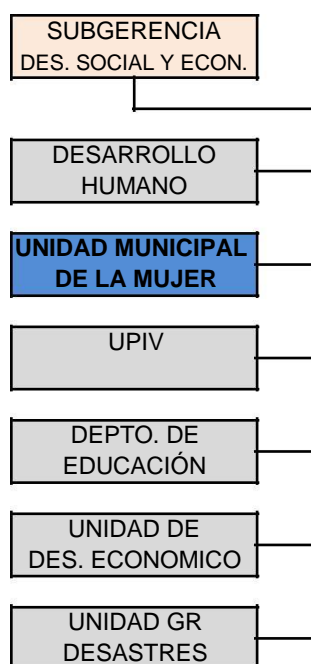 SUBGERENCIA
DES. SOCIAL Y ECON.
DESARROLLO
HUMANO
UNIDAD MUNICIPAL
DE LA MUJER
UPIV
DEPTO. DE
EDUCACIÓN
UNIDAD DE
DES. ECONOMICO
UNIDAD GR
DESASTRES